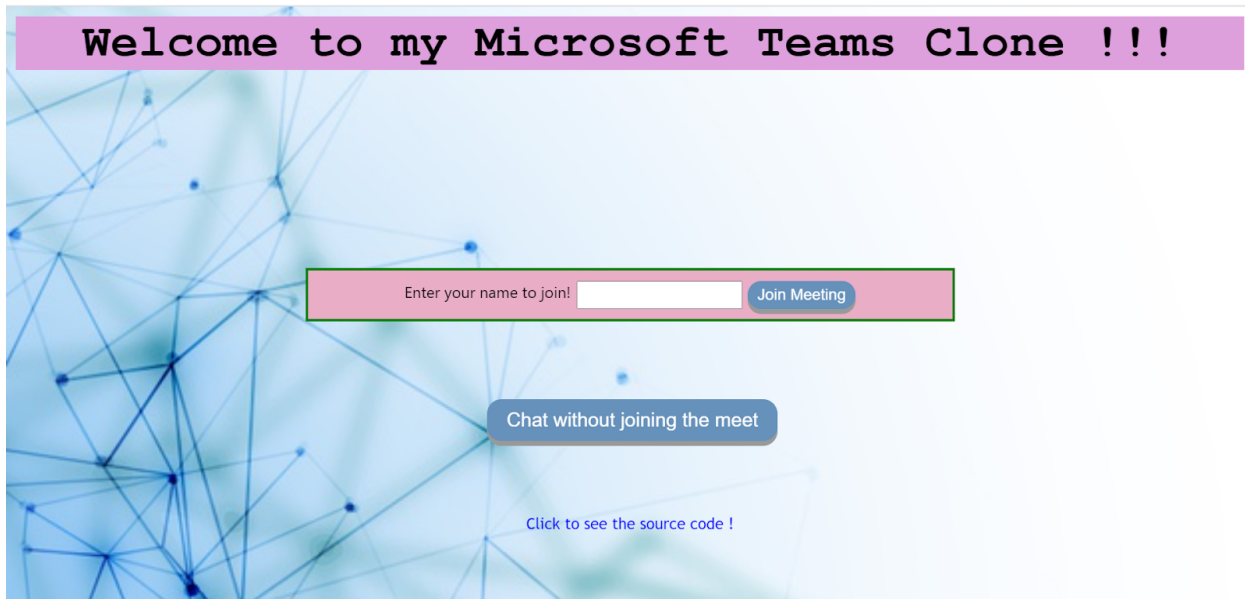 Welcome to my Microsoft Teams Clone !!!
Enter your name to join! Join Meeting
Chat without joining the meet
Click to see the source code !